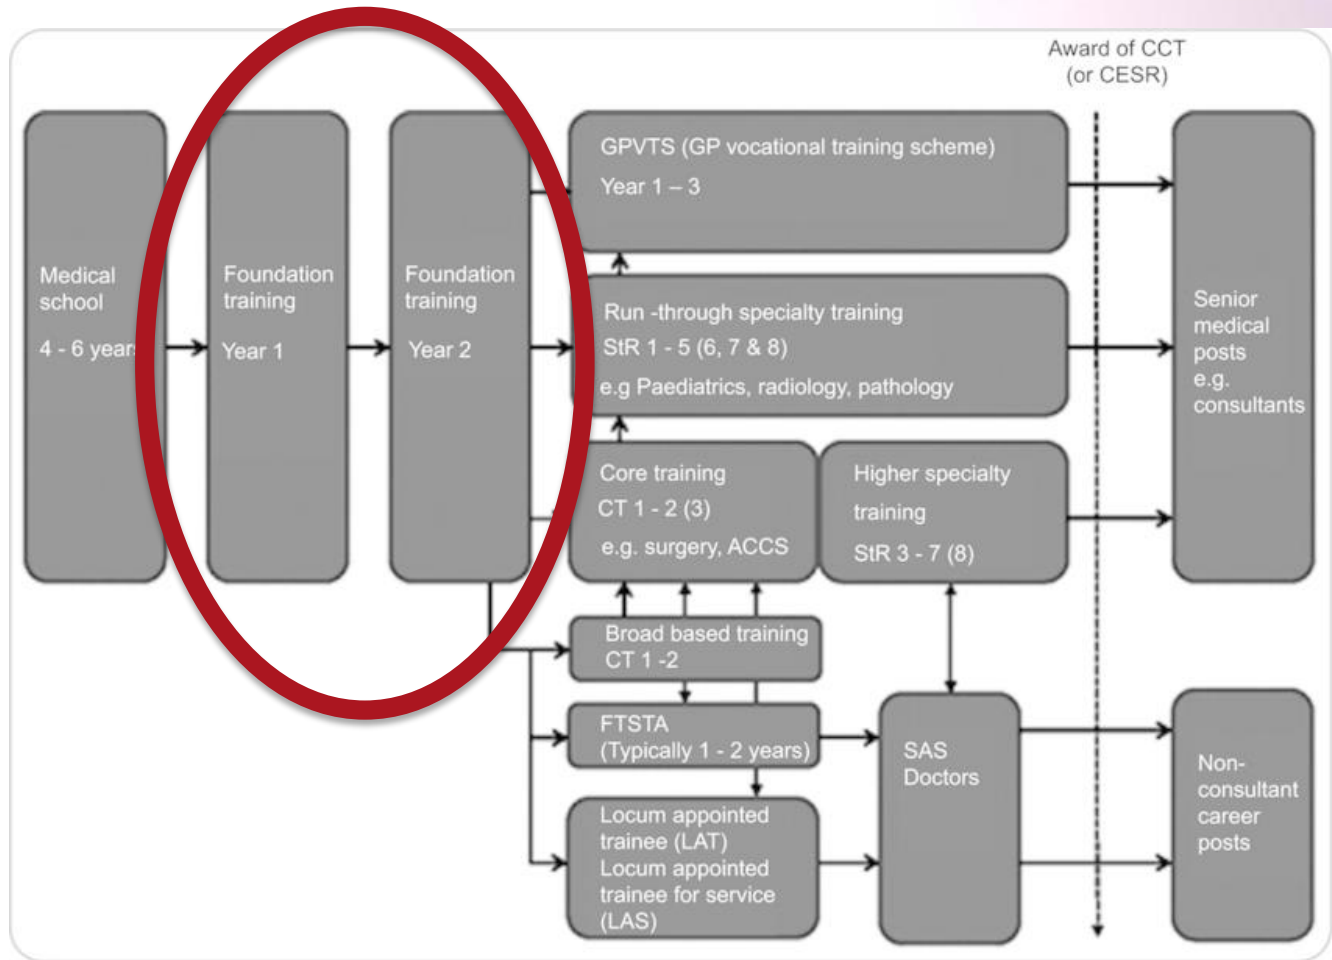 Award of CCT
(or CESR)
Medical
school
4 - 6 years
Foundation
training
Year 1
Foundation
training
Year 2
GPVTS (GP vocational training scheme)
Year 1 – 3
Run -through specialty training
StR 1 - 5 (6, 7 & 8)
e.g Paediatrics, radiology, pathology
Core training
CT 1 - 2 (3)
e.g. surgery, ACCS
Higher specialty
training
StR 3 - 7 (8)
Broad based training
CT 1 -2
FTSTA
(Typically 1 - 2 years)
Locum appointed
trainee (LAT)
Locum appointed
trainee for service
(LAS)
SAS
Doctors
Senior
medical
posts
e.g.
consultants
Non-
consultant
career
posts